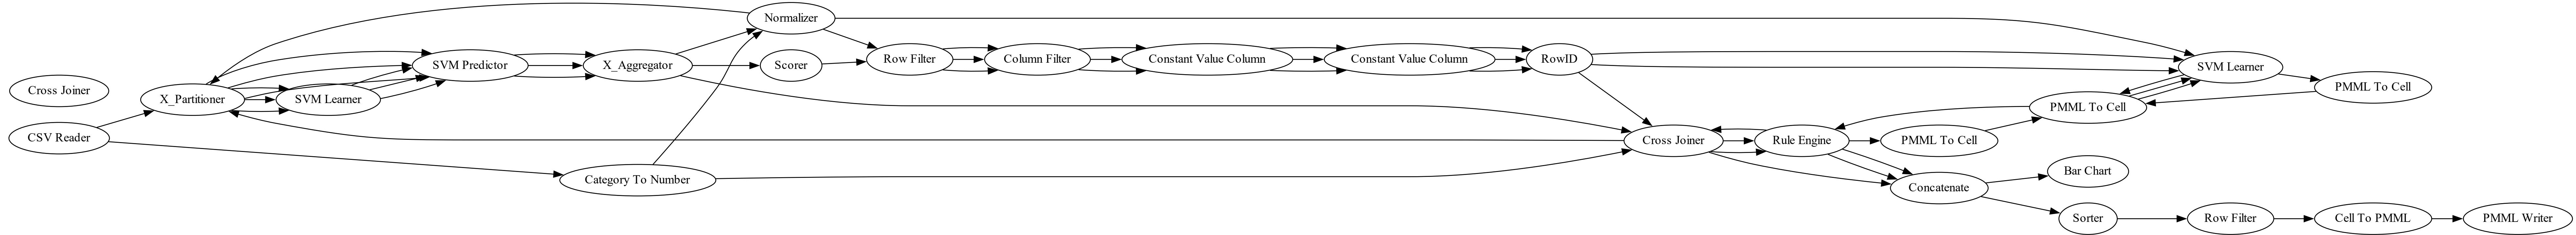 Cross Joiner
CSV Reader
X_Partitioner
SVM Learner
SVM Predictor
X_Aggregator
Category To Number
Normalizer
Scorer
Row Filter
Column Filter
Constant Value Column
Constant Value Column
RowID
Cross Joiner
Rule Engine
PMML To Cell
Concatenate
PMML To Cell
Bar Chart
Sorter
SVM Learner
Row Filter
PMML To Cell
Cell To PMML
PMML Writer